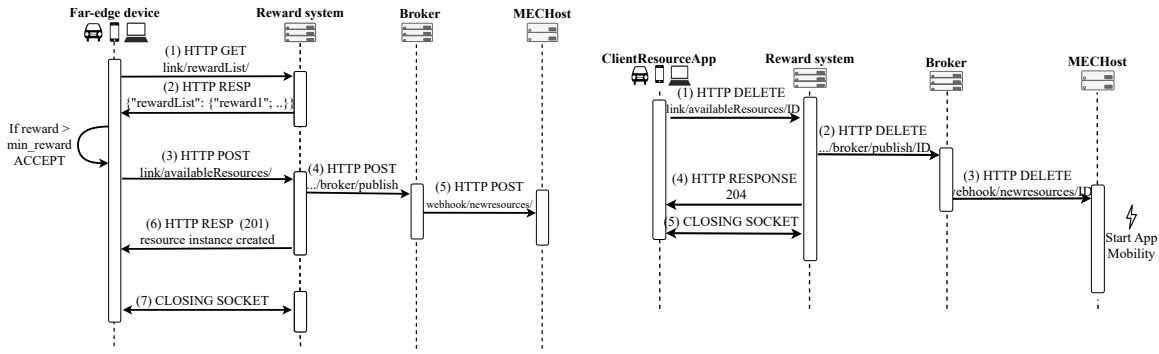 Far-edge device
Reward system
Broker
MECHost
(1) HTTP GET
link/rewardList/
(2) HTTP RESP
{"rewardList": {"reward1"; ..}}
If reward >
min_reward
ACCEPT
(3) HTTP POST
link/availableResources/
(4) HTTP POST
.../broker/publish
(5) HTTP POST
webhook/newresources/
(6) HTTP RESP (201)
resource instance created
(7) CLOSING SOCKET
ClientResourceApp
Reward system
Broker
MECHost
(1) HTTP DELETE
link/availableResources/ID
(2) HTTP DELETE
.../broker/publish/ID
(3) HTTP DELETE
webhook/newresources/ID
(4) HTTP RESPONSE
204
(5) CLOSING SOCKET
Start App
Mobility